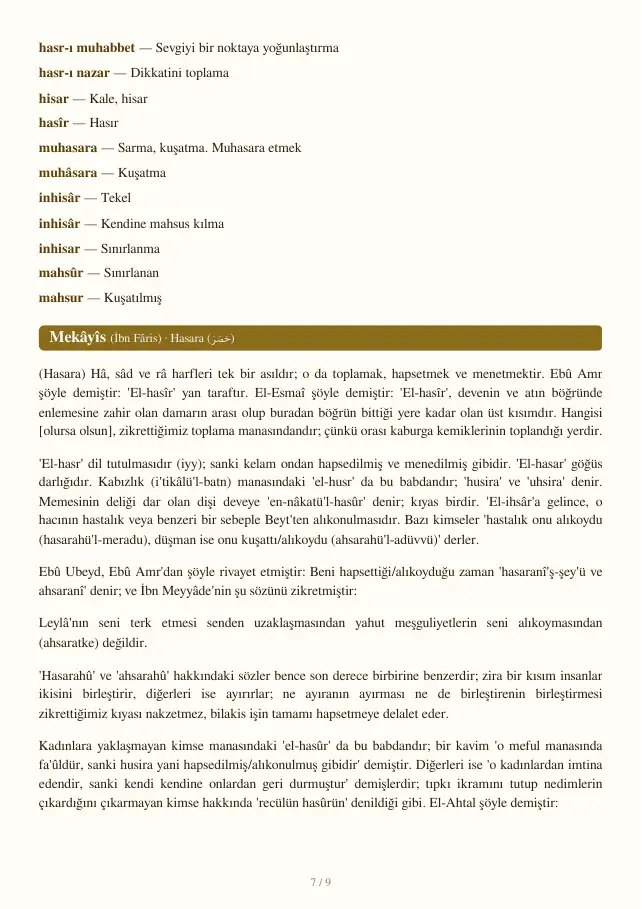 hasr-ı muhabbet — Sevgiyi bir noktaya yoğunlaştırma
hasr-ı nazar — Dikkatini toplama
hisar — Kale, hisar
hasîr — Hasır
muhasara — Sarma, kuşatma. Muhasara etmek
muhâsara — Kuşatma
inhisâr — Tekel
inhisâr — Kendine mahsus kılma
inhisar — Sınırlanma
mahsûr — Sınırlanan
mahsur — Kuşatılmış
Mekâyîs (İbn Fâris) · Hasara (حَصَرَ)
(Hasara) Hâ, sâd ve râ harfleri tek bir asıldır; o da toplamak, hapsetmek ve menetmektir. Ebû Amr
şöyle demiştir: 'El-hasîr' yan taraftır. El-Esmaî şöyle demiştir: 'El-hasîr', devenin ve atın böğründe
enlemesine zahir olan damarın arası olup buradan böğrün bittiği yere kadar olan üst kısımdır. Hangisi
[olursa olsun], zikrettiğimiz toplama manasındandır; çünkü orası kaburga kemiklerinin toplandığı yerdir.
'El-hasr' dil tutulmasıdır (iyy); sanki kelam ondan hapsedilmiş ve menedilmiş gibidir. 'El-hasar' göğüs
darlığıdır. Kabızlık (i'tikâlü'l-batn) manasındaki 'el-husr' da bu babdandır; 'husira' ve 'uhsira' denir.
Memesinin deliği dar olan dişi deveye 'en-nâkatü'l-hasûr' denir; kıyas birdir. 'El-ihsâr'a gelince, o
hacının hastalık veya benzeri bir sebeple Beyt'ten alıkonulmasıdır. Bazı kimseler 'hastalık onu alıkoydu
(hasarahü'l-meradu), düşman ise onu kuşattı/alıkoydu (ahsarahü'l-adüvvü)' derler.
Ebû Ubeyd, Ebû Amr'dan şöyle rivayet etmiştir: Beni hapsettiği/alıkoyduğu zaman 'hasaranî'ş-şey'ü ve
ahsaranî' denir; ve İbn Meyyâde'nin şu sözünü zikretmiştir:
Leylâ'nın seni terk etmesi senden uzaklaşmasından yahut meşguliyetlerin seni alıkoymasından
(ahsaratke) değildir.
'Hasarahû' ve 'ahsarahû' hakkındaki sözler bence son derece birbirine benzerdir; zira bir kısım insanlar
ikisini birleştirir, diğerleri ise ayırırlar; ne ayıranın ayırması ne de birleştirenin birleştirmesi
zikrettiğimiz kıyası nakzetmez, bilakis işin tamamı hapsetmeye delalet eder.
Kadınlara yaklaşmayan kimse manasındaki 'el-hasûr' da bu babdandır; bir kavim 'o meful manasında
fa'ûldür, sanki husira yani hapsedilmiş/alıkonulmuş gibidir' demiştir. Diğerleri ise 'o kadınlardan imtina
edendir, sanki kendi kendine onlardan geri durmuştur' demişlerdir; tıpkı ikramını tutup nedimlerin
çıkardığını çıkarmayan kimse hakkında 'recülün hasûrün' denildiği gibi. El-Ahtal şöyle demiştir:
7 / 9